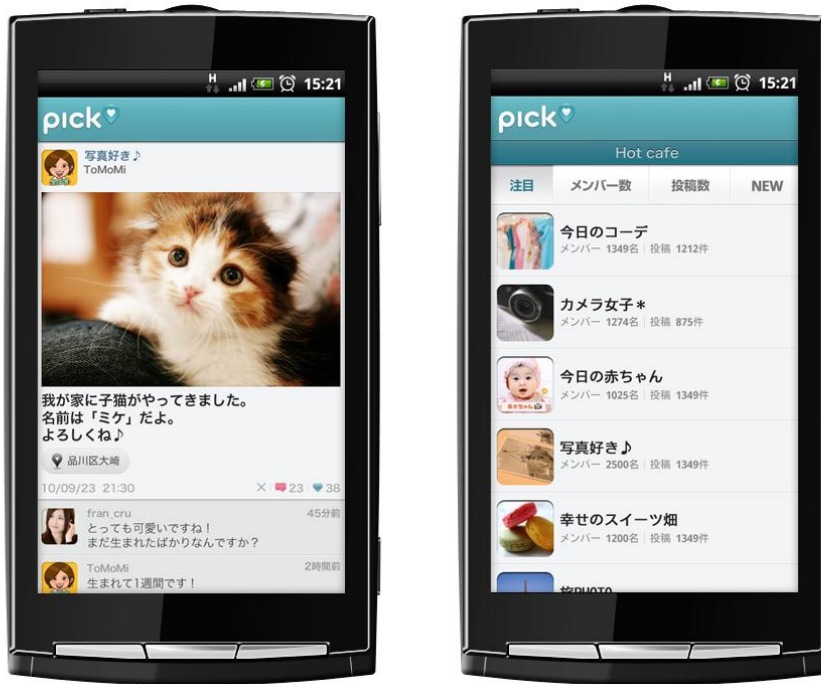 H
15:21
pick
写真好き♪
ToMoMi
我が家に子猫がやってきました。
名前は「ミケ」だよ。
よろしくね♪
品川区大崎
10/09/23 21:30
23
38
fran_cru
45分前
とっても可愛いですね！
まだ生まれたばかりなんですか？
ToMoMi
2時間前
生まれて1週間です！
H
15:21
pick
Hot cafe
注目 メンバー数 投稿数 NEW
今日のコーデ
メンバー 1349名 | 投稿 1212件
カメラ女子＊
メンバー 1274名 | 投稿 875件
今日の赤ちゃん
メンバー 1025名 | 投稿 1349件
写真好き♪
メンバー 2500名 | 投稿 1349件
幸せのスイーツ畑
メンバー 1200名 | 投稿 1349件
旅PHOTO